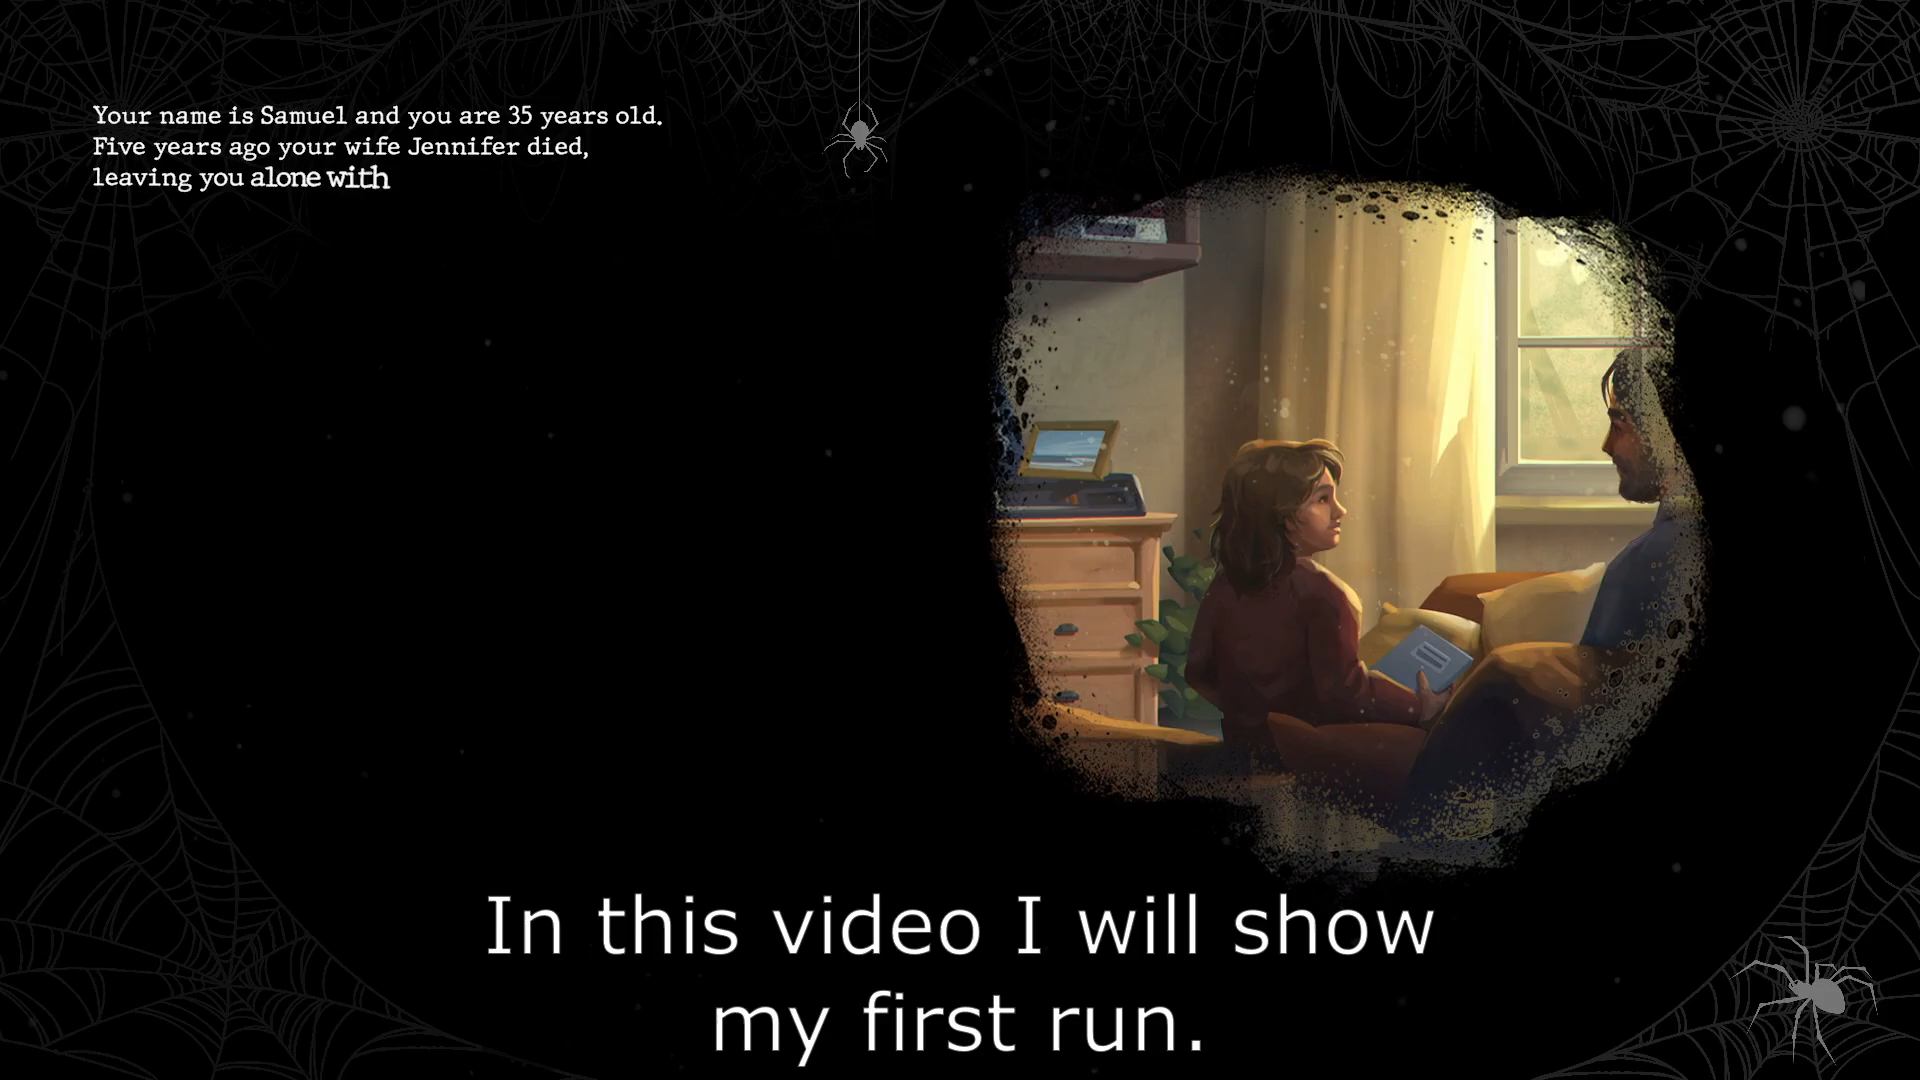 Your name is Samuel and you are 35 years old.
Five years ago your wife Jennifer died,
leaving you alone with
In this video I will show
my first run.